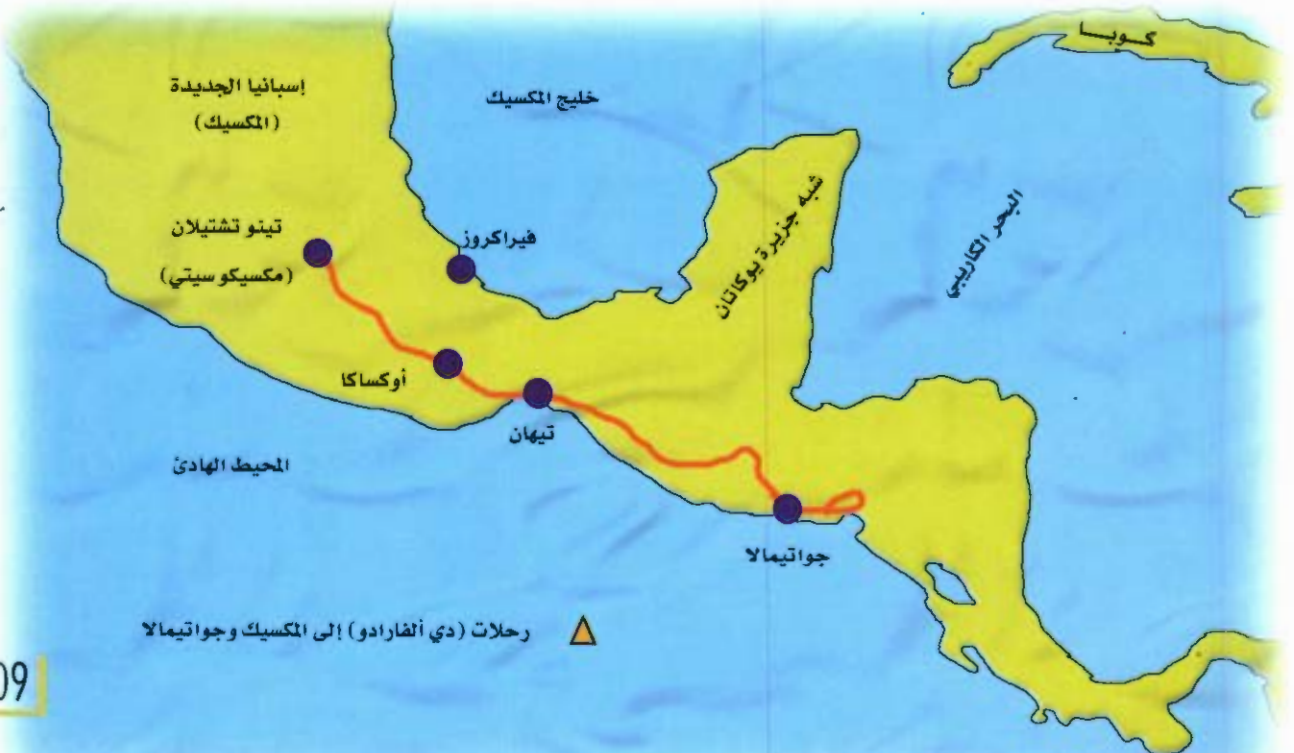 كوبا
إسبانيا الجديدة
(المكسيك)
خليج المكسيك
شبه جزيرة يوكاتان
البحر الكاريبي
تينو تشتيلان
(مكسيكو سيتي)
فيراكروز
أوكساكا
تيهان
المحيط الهادئ
جواتيمالا
رحلات (دي ألفارادو) إلى المكسيك وجواتيمالا
09